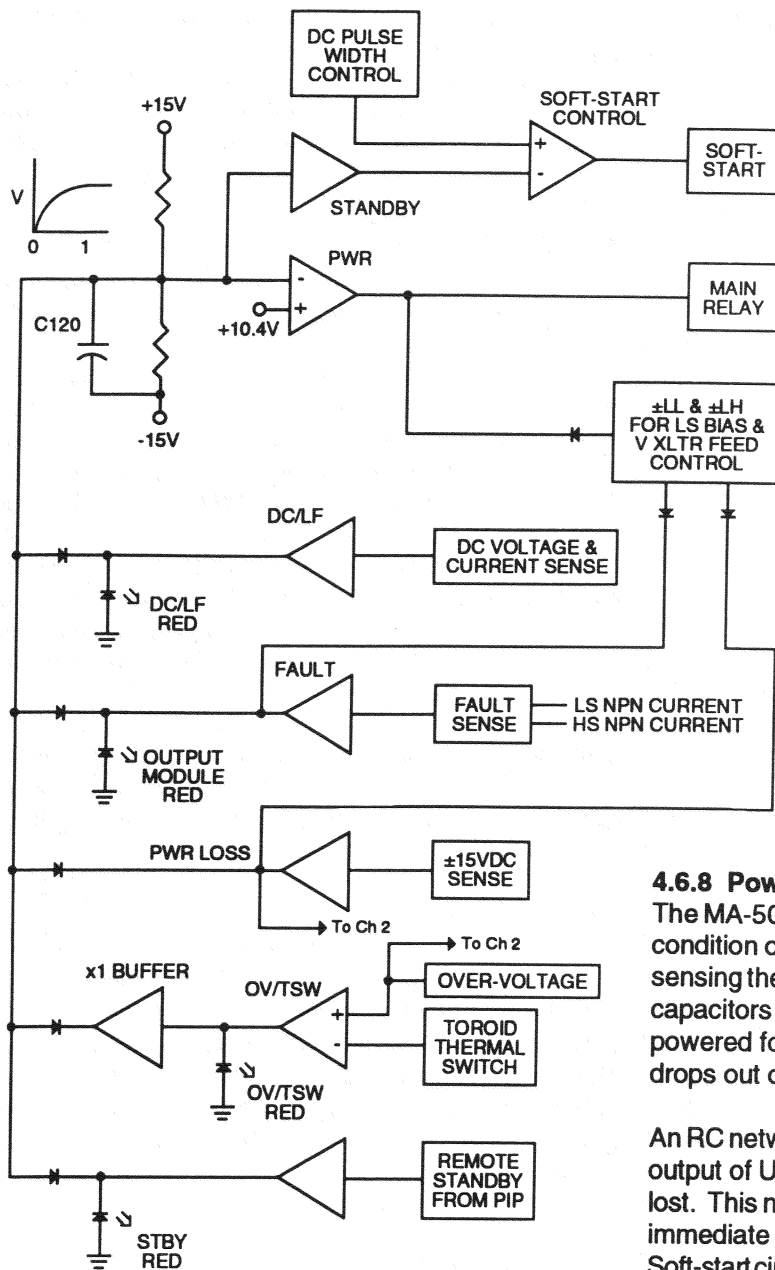 DC PULSE
WIDTH
CONTROL
+15V
SOFT-START
CONTROL
+
-
SOFT-
START
STANDBY
V
0 1
PWR
-
+
+10.4V
MAIN
RELAY
C120
-15V
±LL & ±LH
FOR LS BIAS &
V XLTR FEED
CONTROL
DC/LF
DC VOLTAGE &
CURRENT SENSE
DC/LF
RED
FAULT
FAULT
SENSE
LS NPN CURRENT
HS NPN CURRENT
OUTPUT
MODULE
RED
PWR LOSS
±15VDC
SENSE
To Ch 2
To Ch 2
x1 BUFFER
OV/TSW
+
-
OVER-VOLTAGE
TOROID
THERMAL
SWITCH
OV/TSW
RED
REMOTE
STANDBY
FROM PIP
STBY
RED
4.6.8 Pow
The MA-50
condition o
sensing the
capacitors
powered fo
drops out o
An RC netw
output of U
lost. This n
immediate
Soft-start cir